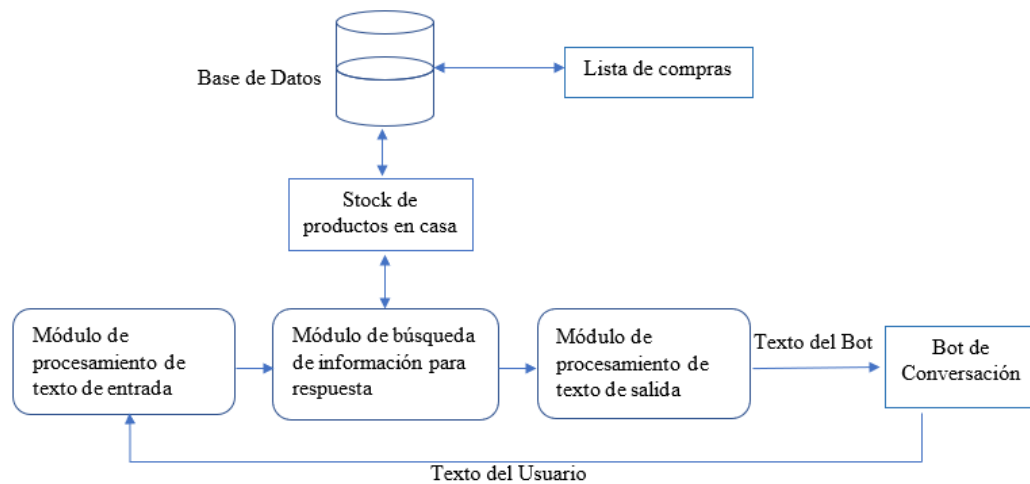 Base de Datos
Lista de compras
Stock de
productos en casa
Módulo de
procesamiento de
texto de entrada
Módulo de búsqueda
de información para
respuesta
Módulo de
procesamiento de
texto de salida
Texto del Bot
Bot de
Conversación
Texto del Usuario